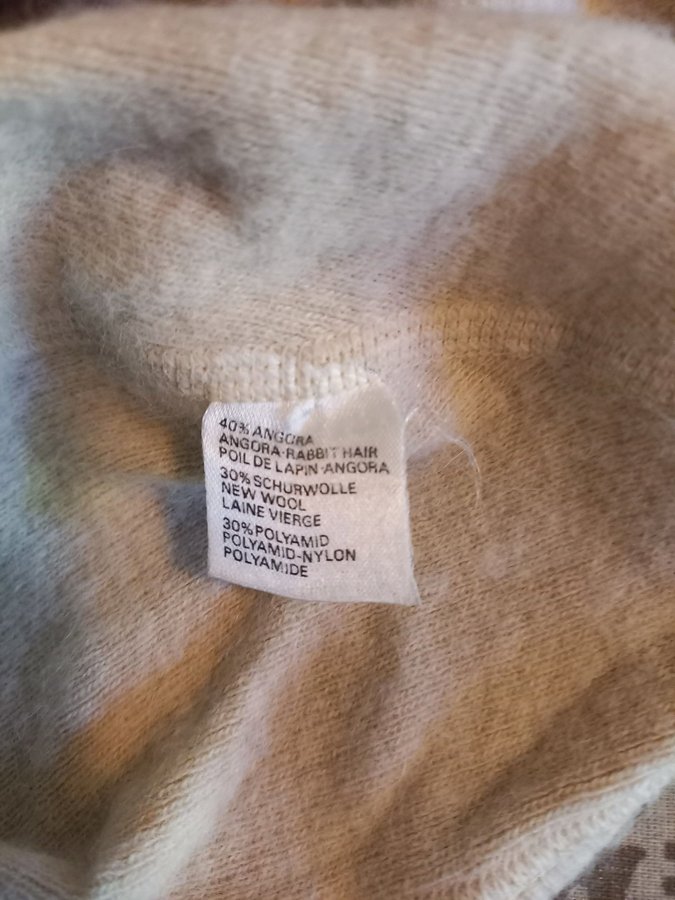 40% ANGORA
ANGORA-RABBIT HAIR
POIL DE LAPIN-ANGORA
30% SCHURWOLLE
NEW WOOL
LAINE VIERGE
30% POLYAMID
POLYAMID-NYLON
POLYAMIDE